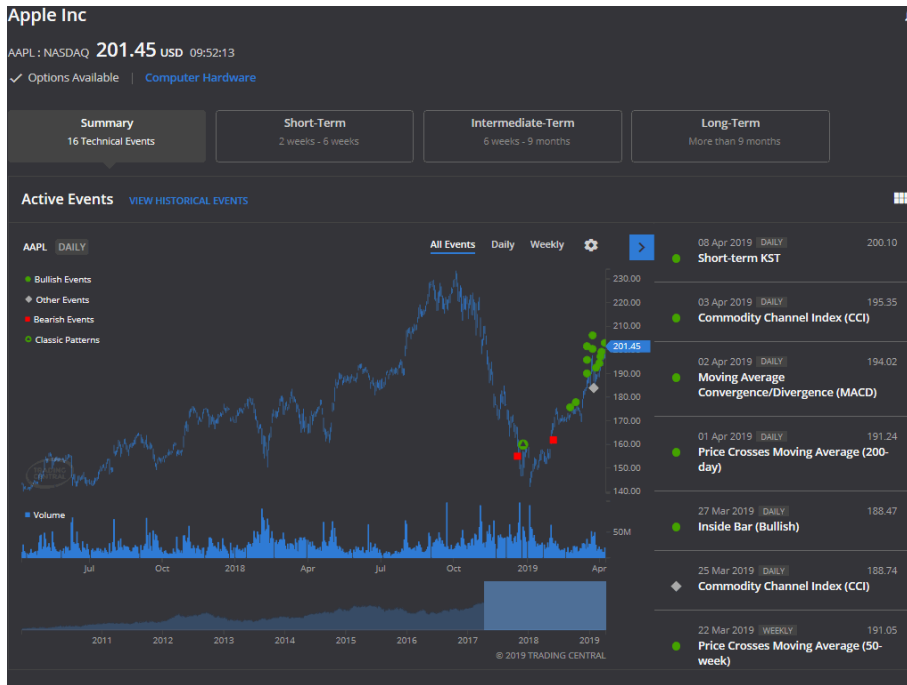 Apple Inc
AAPL : NASDAQ 201.45 USD 09:52:13
Options Available | Computer Hardware
Summary
16 Technical Events
Short-Term
2 weeks - 6 weeks
Intermediate-Term
6 weeks - 9 months
Long-Term
More than 9 months
Active Events VIEW HISTORICAL EVENTS
AAPL DAILY
All Events Daily Weekly
Bullish Events
Other Events
Bearish Events
Classic Patterns
230.00
220.00
210.00
201.45
190.00
180.00
170.00
160.00
150.00
140.00
TRADING
CENTRAL
Volume
50M
Jul Oct 2018 Apr Jul Oct 2019 Apr
2011 2012 2013 2014 2015 2016 2017 2018 2019
© 2019 TRADING CENTRAL
08 Apr 2019 DAILY 200.10
Short-term KST
03 Apr 2019 DAILY 195.35
Commodity Channel Index (CCI)
02 Apr 2019 DAILY 194.02
Moving Average
Convergence/Divergence (MACD)
01 Apr 2019 DAILY 191.24
Price Crosses Moving Average (200-
day)
27 Mar 2019 DAILY 188.47
Inside Bar (Bullish)
25 Mar 2019 DAILY 188.74
Commodity Channel Index (CCI)
22 Mar 2019 WEEKLY 191.05
Price Crosses Moving Average (50-
week)